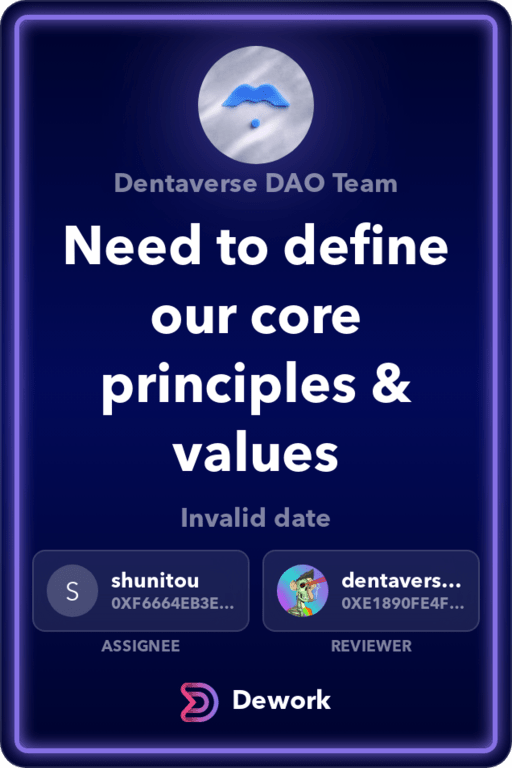 Dentaverse DAO Team
Need to define
our core
principles &
values
Invalid date
S
shunitou
0XF6664EB3E...
dentavers...
0XE1890FE4F...
ASSIGNEE
REVIEWER
Dework